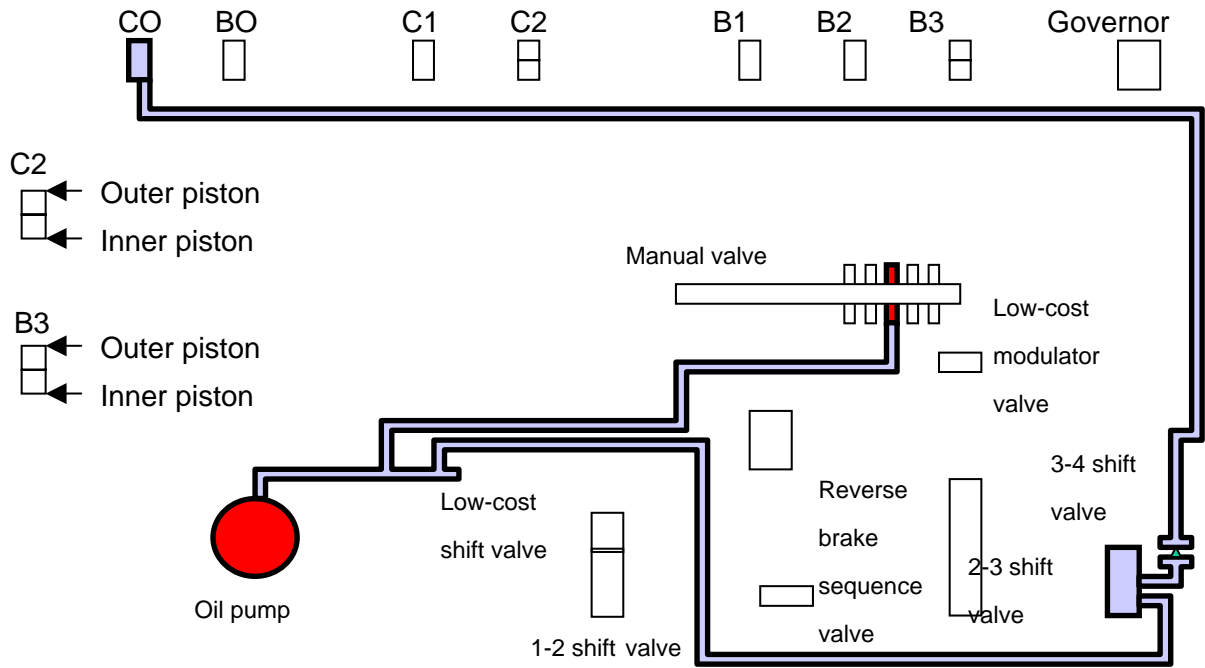 CO BO C1 C2 B1 B2 B3 Governor
C2
Outer piston
Inner piston
B3
Outer piston
Inner piston
Manual valve
Low-cost
modulator
valve
3-4 shift
valve
Low-cost
shift valve
Reverse
brake
sequence
valve
2-3 shift
valve
Oil pump
1-2 shift valve